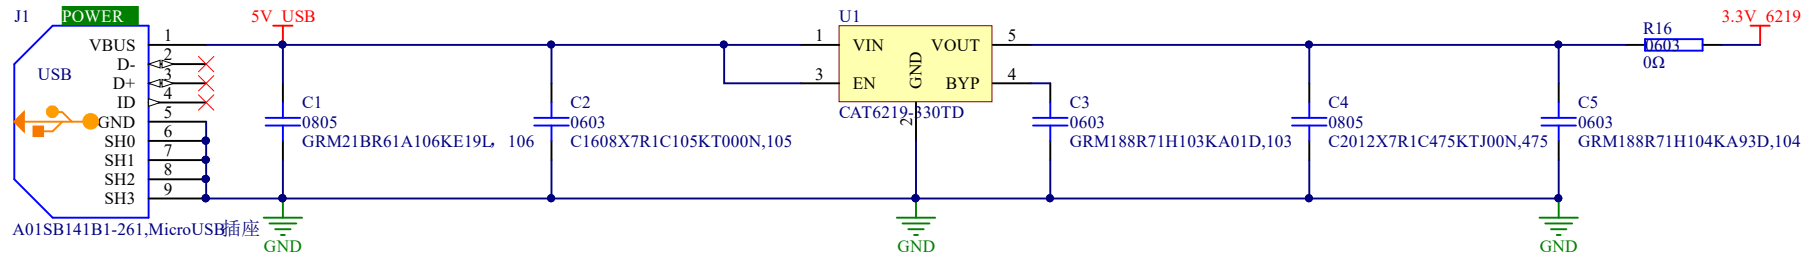 J1
POWER
5V_USB
U1
3.3V_6219
R16
0603
0Ω
USB
VBUS 1
D- 2
D+ 3
ID 4
GND 5
SH0 6
SH1 7
SH2 8
SH3 9
A01SB141B1-261,MicroUSB插座
C1
0805
GRM21BR61A106KE19L，106
C2
0603
C1608X7R1C105KT000N,105
1 VIN VOUT 5
3 EN BYP 4
GND
2
CAT6219-330TD
C3
0603
GRM188R71H103KA01D,103
C4
0805
C2012X7R1C475KTJ00N,475
C5
0603
GRM188R71H104KA93D,104
GND
GND
GND